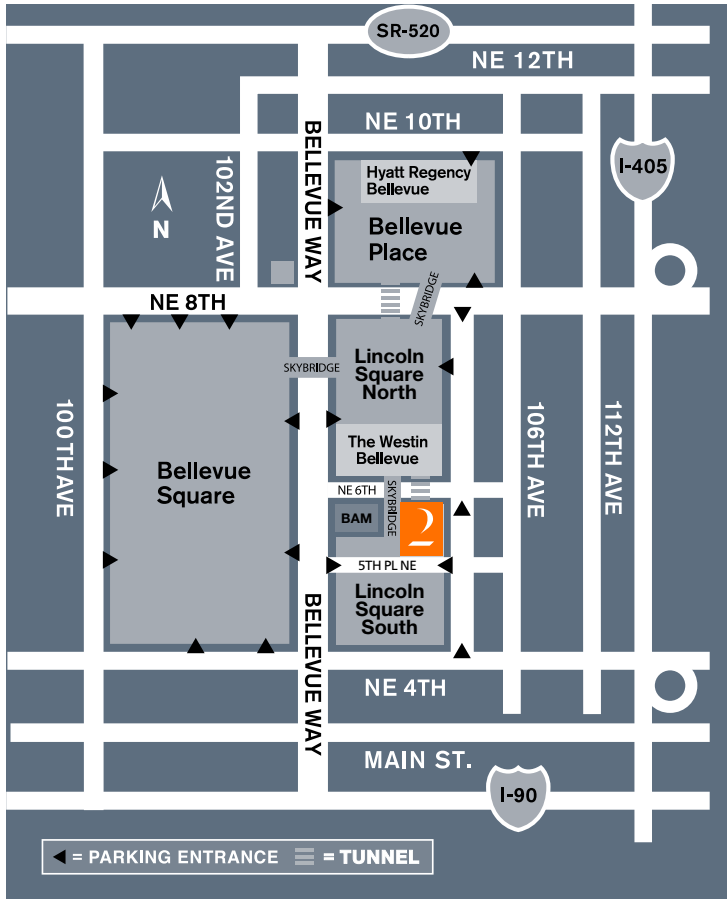 SR-520
NE 12TH
NE 10TH
BELLEVUE WAY
102ND AVE
I-405
Hyatt Regency
Bellevue
Bellevue
Place
N
NE 8TH
SKYBRIDGE
SKYBRIDGE
Lincoln
Square
North
100TH AVE
106TH AVE
112TH AVE
Bellevue
Square
The Westin
Bellevue
NE 6TH
SKYBRIDGE
BAM
2
5TH PL NE
Lincoln
Square
South
BELLEVUE WAY
NE 4TH
MAIN ST.
I-90
= PARKING ENTRANCE
= TUNNEL